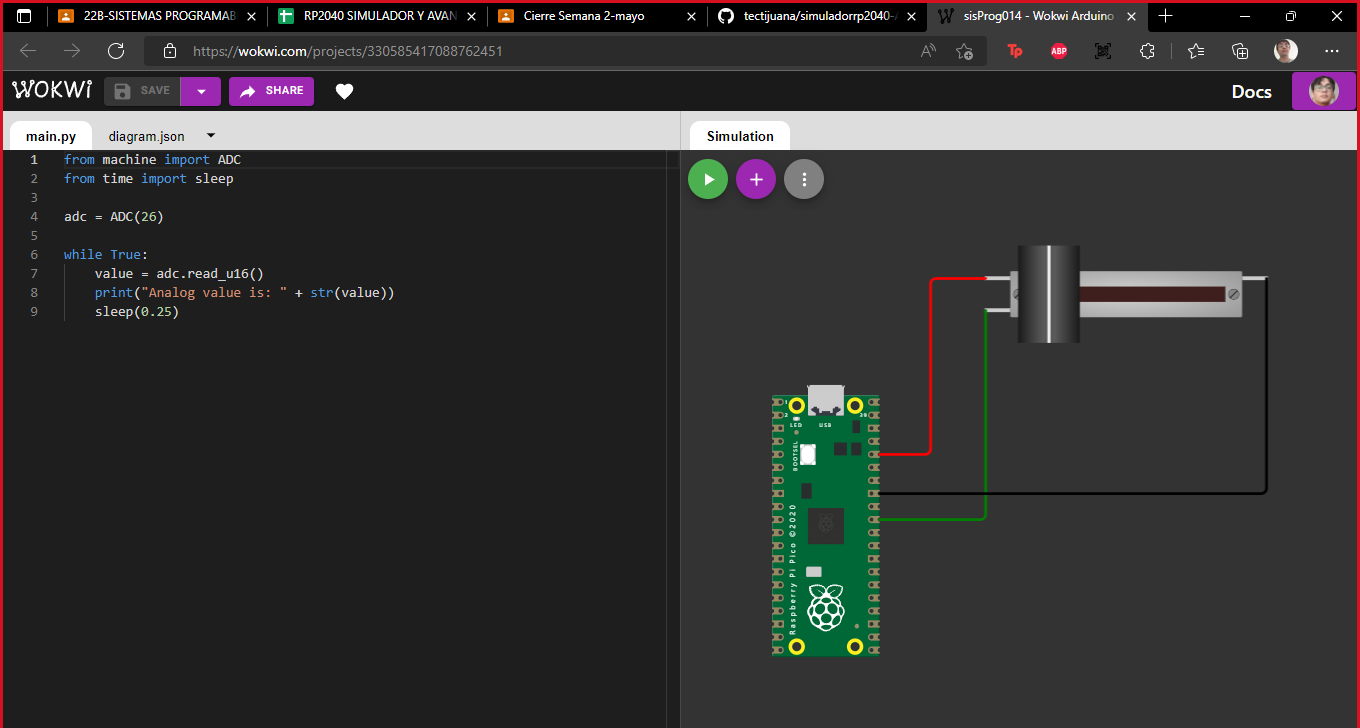 22B-SISTEMAS PROGRAMAB
RP2040 SIMULADOR Y AVAN
Cierre Semana 2-mayo
tectijuana/simuladorrp2040-
sisProg014 - Wokwi Arduino
https://wokwi.com/projects/330585417088762451
Tp
ABP
WOKWI
SAVE
SHARE
Docs
main.py
diagram.json
Simulation
1 from machine import ADC
2 from time import sleep
3
4 adc = ADC(26)
5
6 while True:
7 value = adc.read_u16()
8 print("Analog value is: " + str(value))
9 sleep(0.25)
1
2
39
LED
USB
BOOTSEL
Raspberry Pi Pico ©2020